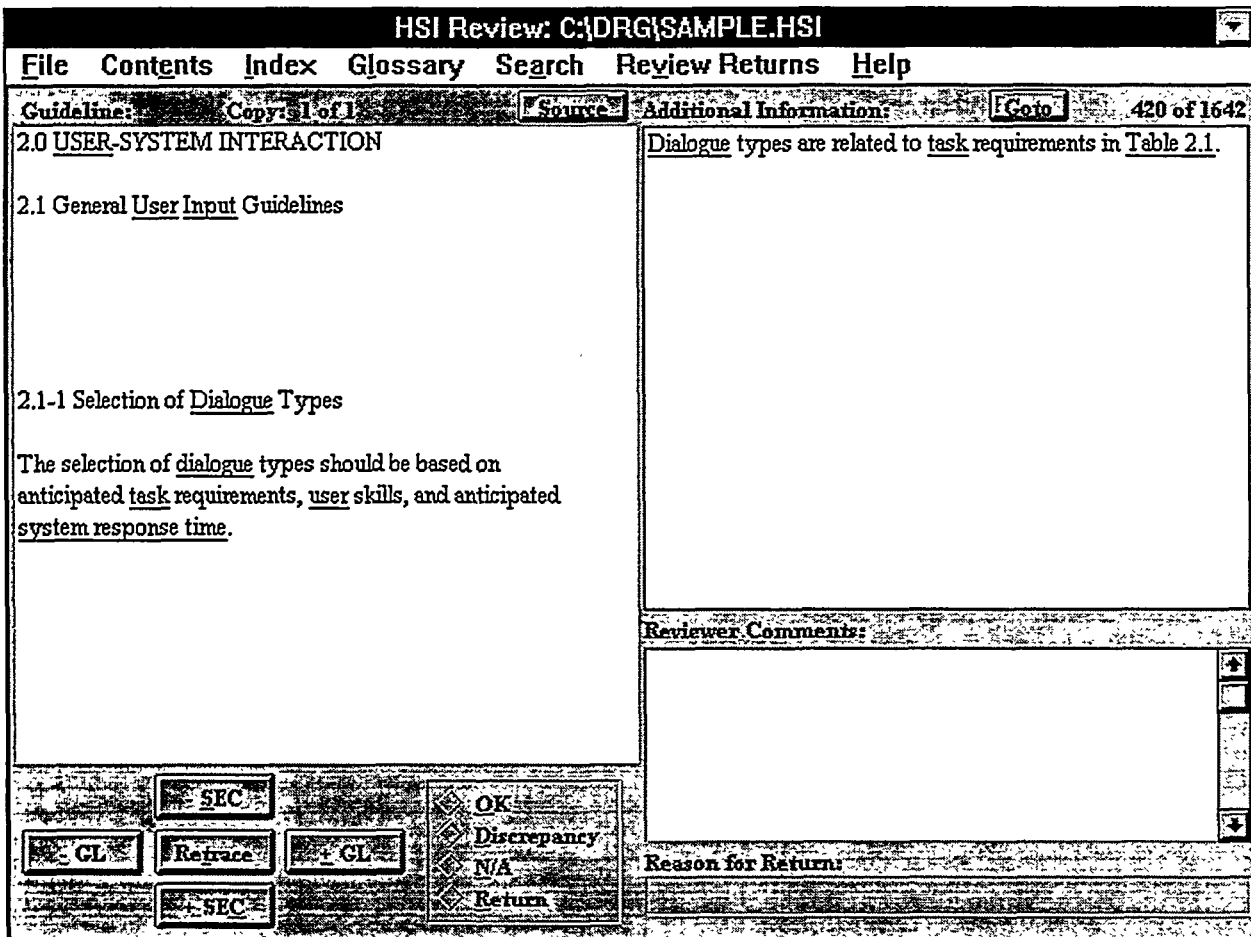 HSI Review: C:\DRG\SAMPLE.HSI
File Contents Index Glossary Search Review Returns Help
Guideline: Copy: 1 of 1 Source Additional Information: Goto 420 of 1642
2.0 USER-SYSTEM INTERACTION
2.1 General User Input Guidelines
2.1-1 Selection of Dialogue Types
The selection of dialogue types should be based on
anticipated task requirements, user skills, and anticipated
system response time.
Dialogue types are related to task requirements in Table 2.1.
Reviewer Comments:
- SEC
- GL Retrace + GL
+ SEC
OK
Discrepancy
N/A
Return
Reason for Return: